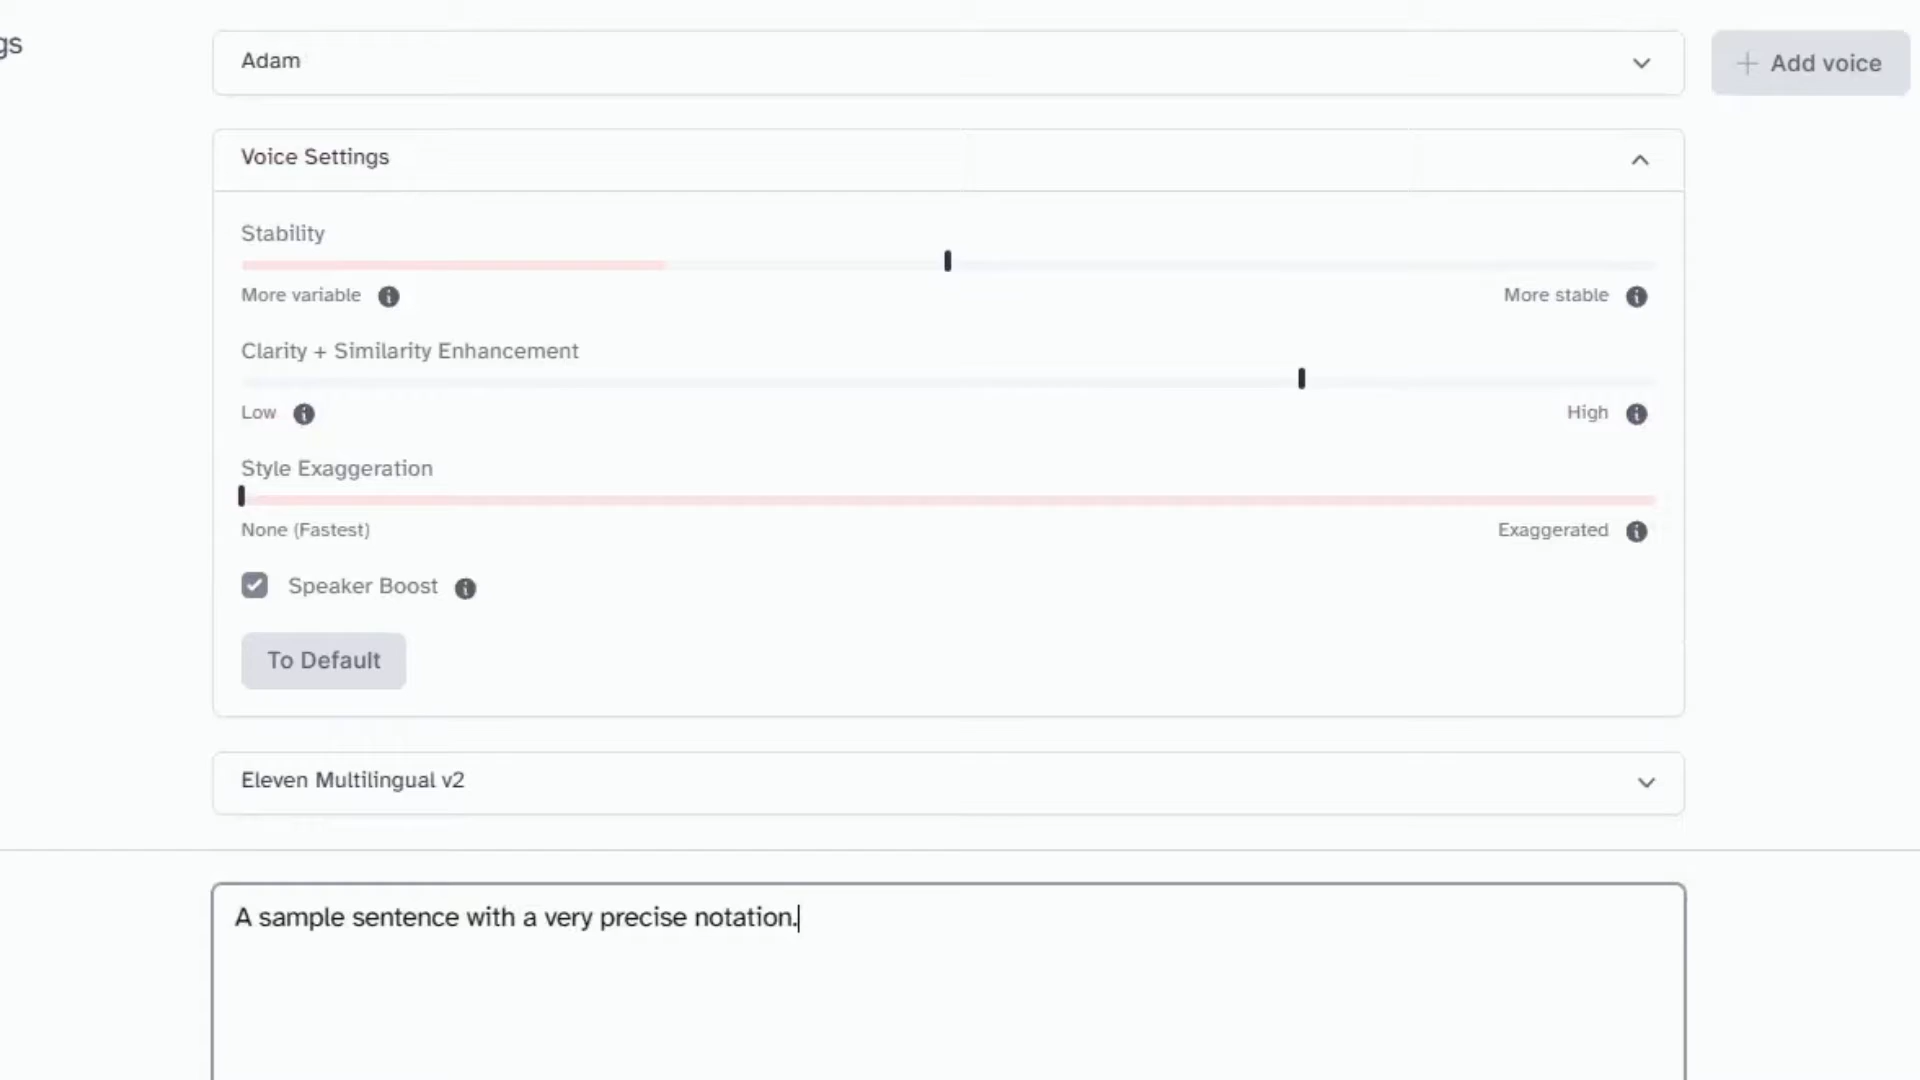 gs
Adam
Add voice
Voice Settings
Stability
More variable
More stable
Clarity + Similarity Enhancement
Low
High
Style Exaggeration
None (Fastest)
Exaggerated
Speaker Boost
To Default
Eleven Multilingual v2
A sample sentence with a very precise notation.